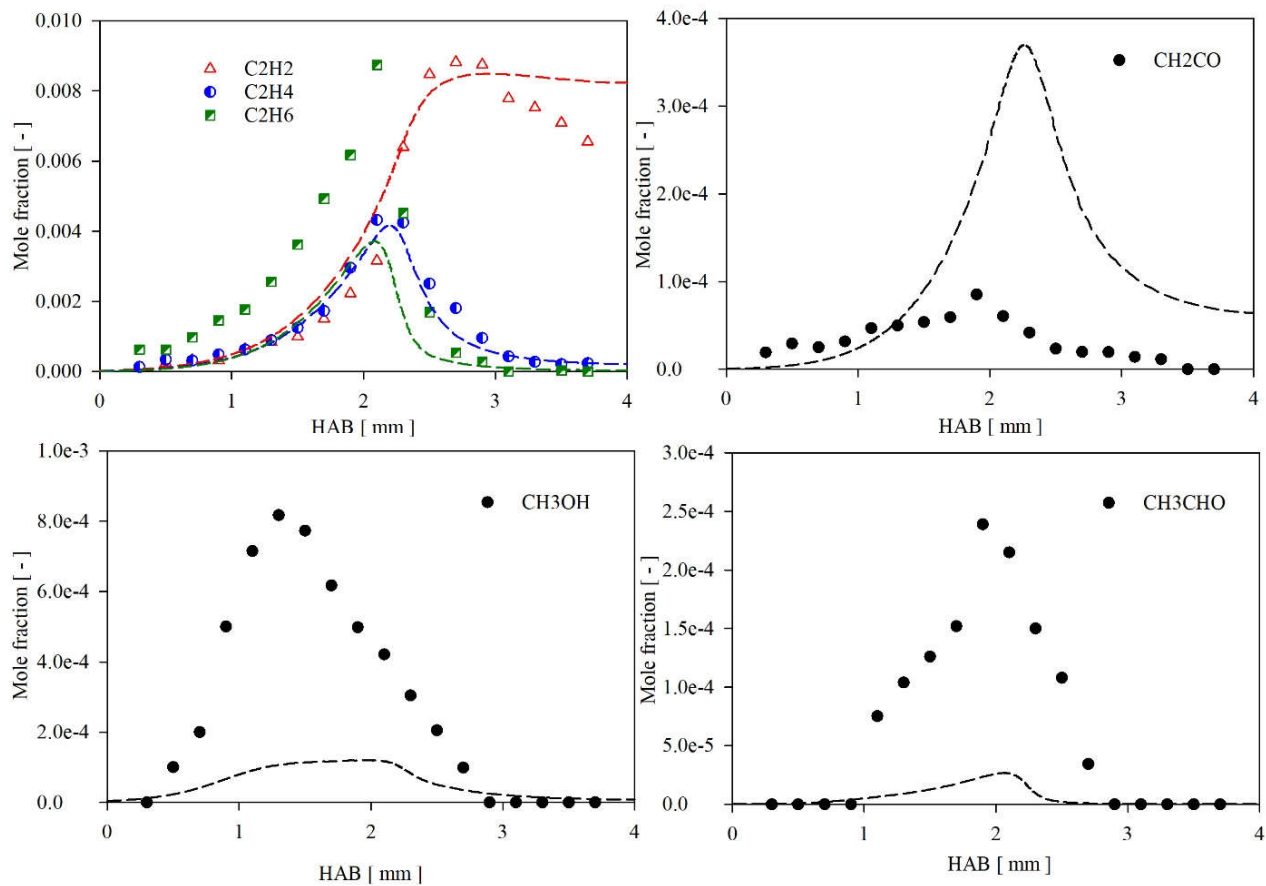 0.010
0.008
0.006
0.004
0.002
0.000
Mole fraction [ - ]
C2H2
C2H4
C2H6
0
1
2
3
4
HAB [ mm ]
4.0e-4
3.0e-4
2.0e-4
1.0e-4
0.0
Mole fraction [ - ]
CH2CO
0
1
2
3
4
HAB [ mm ]
1.0e-3
8.0e-4
6.0e-4
4.0e-4
2.0e-4
0.0
Mole fraction [ - ]
CH3OH
0
1
2
3
4
HAB [ mm ]
3.0e-4
2.5e-4
2.0e-4
1.5e-4
1.0e-4
5.0e-5
0.0
Mole fraction [ - ]
CH3CHO
0
1
2
3
4
HAB [ mm ]